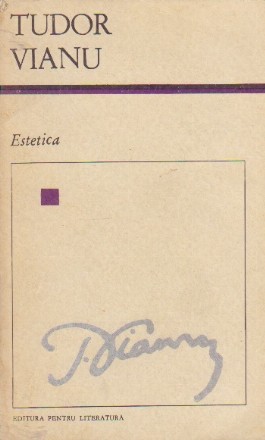 TUDOR
VIANU
Estetica
T. Vianu
EDITURA PENTRU LITERATURA